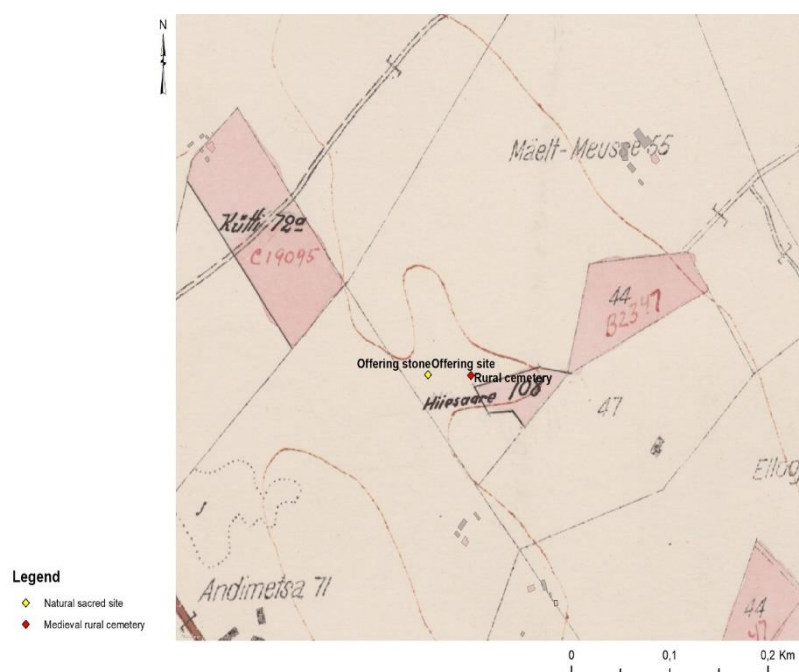 N
Mäelt-Meusse 55
Kütti 72a
C19095
44
B2347
Offering stone Offering site
Rural cemetery
Hiiesaare 108
47
Andimetsa 71
44
47
Legend
Natural sacred site
Medieval rural cemetery
0 0,1 0,2 Km